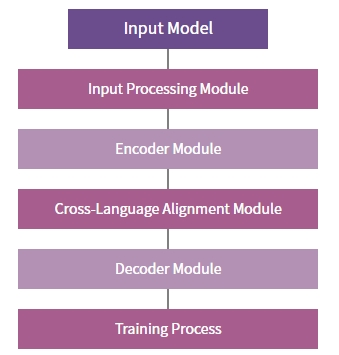 Input Model
Input Processing Module
Encoder Module
Cross-Language Alignment Module
Decoder Module
Training Process